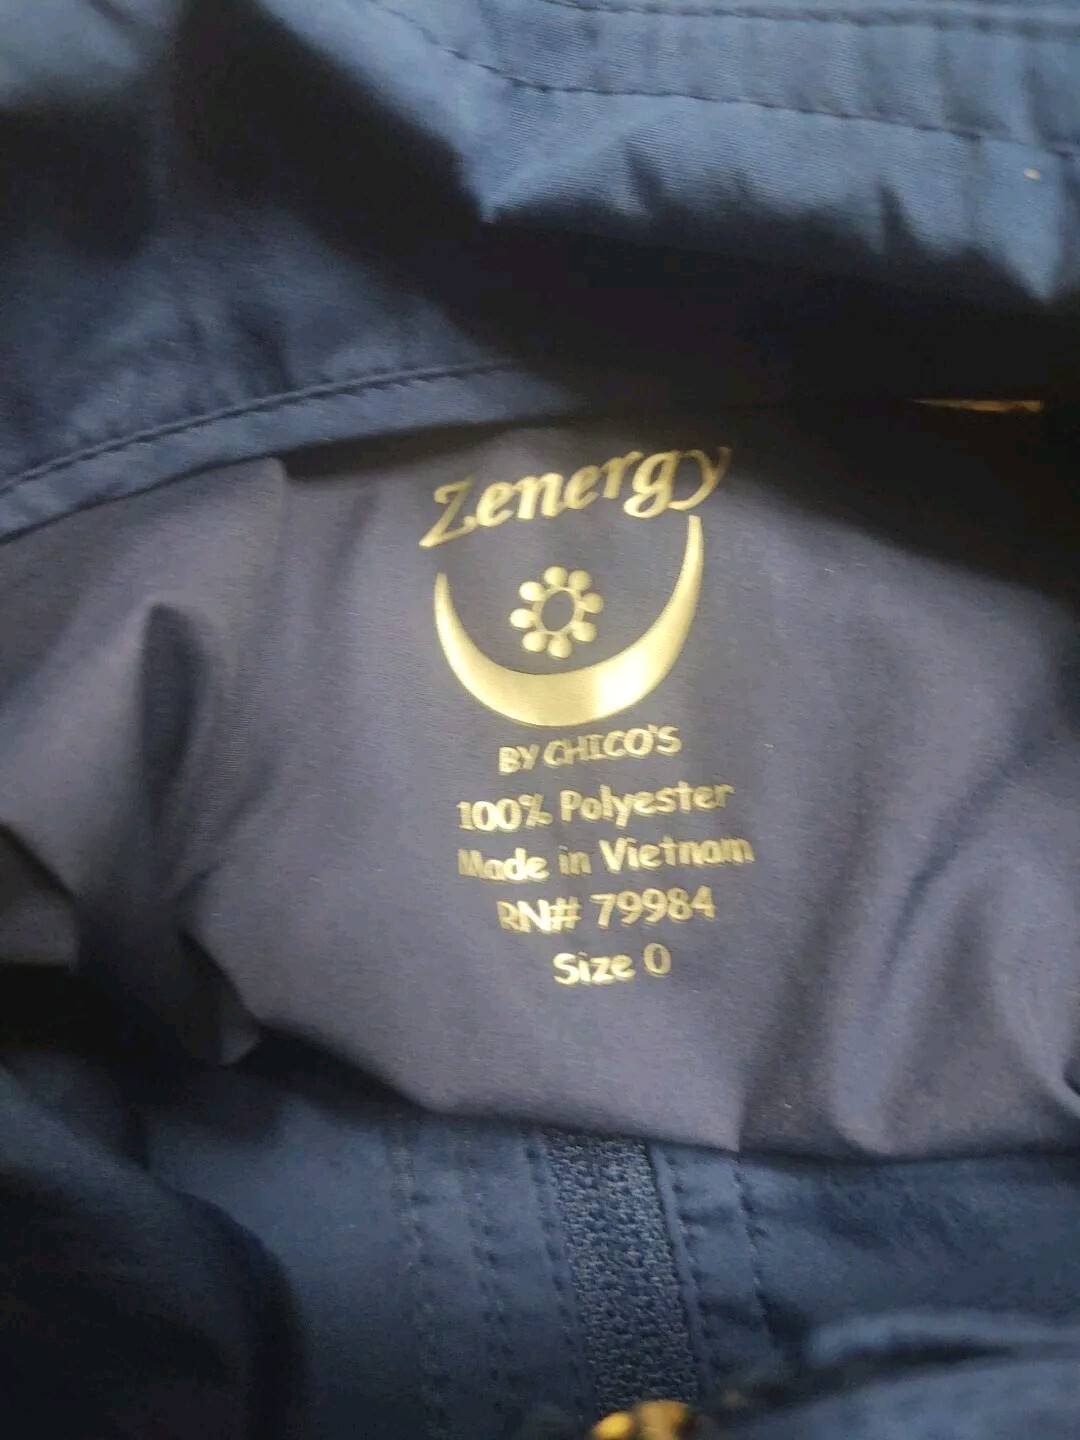 Zenergy
BY CHICO'S
100% Polyester
Made in Vietnam
RN# 79984
Size 0